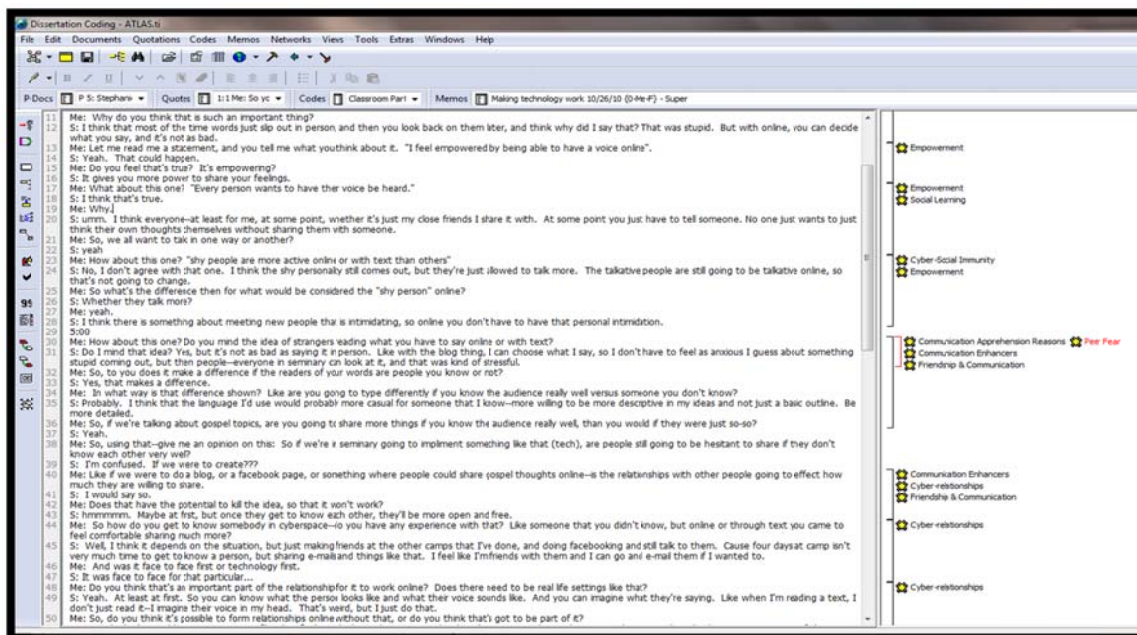 Dissertation Coding - ATLAS.ti
File Edit Documents Quotations Codes Memos Networks Views Tools Extras Windows Help
P-Docs P 5: Stephani Quotes 1:1 Me: So yc Codes Classroom Part Memos Making technology work 10/26/10 {0-Me-F} - Super
11 Me: Why do you think that is such an important thing?
12 S: I think that most of the time words just slip out in person, and then you look back on them later, and think why did I say that? That was stupid. But with online, you can decide
what you say, and it's not as bad.
13 Me: Let me read me a statement, and you tell me what you think about it. "I feel empowered by being able to have a voice online".
14 S: Yeah. That could happen.
15 Me: Do you feel that's true? It's empowering?
16 S: It gives you more power to share your feelings.
17 Me: What about this one? "Every person wants to have their voice be heard."
18 S: I think that's true.
19 Me: Why.
20 S: umm. I think everyone--at least for me, at some point, whether it's just my close friends I share it with. At some point you just have to tell someone. No one just wants to just
think their own thoughts themselves without sharing them with someone.
21 Me: So, we all want to talk in one way or another?
22 S: yeah
23 Me: How about this one? "shy people are more active online or with text than others"
24 S: No, I don't agree with that one. I think the shy personally still comes out, but they're just allowed to talk more. The talkative people are still going to be talkative online, so
that's not going to change.
25 Me: So what's the difference then for what would be considered the "shy person" online?
26 S: Whether they talk more?
27 Me: yeah.
28 S: I think there is something about meeting new people that is intimidating, so online you don't have to have that personal intimidation.
29 5:00
30 Me: How about this one? Do you mind the idea of strangers reading what you have to say online or with text?
31 S: Do I mind that idea? Yes, but it's not as bad as saying it in person. Like with the blog thing, I can choose what I say, so I don't have to feel as anxious I guess about something
stupid coming out, but then people--everyone in seminary can look at it, and that was kind of stressful.
32 Me: So, to you does it make a difference if the readers of your words are people you know or not?
33 S: Yes, that makes a difference.
34 Me: In what way is that difference shown? Like are you going to type differently if you know the audience really well versus someone you don't know?
35 S: Probably. I think that the language I'd use would probably more casual for someone that I know--more willing to be more descriptive in my ideas and not just a basic outline. Be
more detailed.
36 Me: So, if we're talking about gospel topics, are you going to share more things if you know the audience really well, than you would if they were just so-so?
37 S: Yeah.
38 Me: So, using that--give me an opinion on this: So if we're in seminary going to impliment something like that (tech), are people still going to be hesitant to share if they don't
know each other very well?
39 S: I'm confused. If we were to create???
40 Me: Like if we were to do a blog, or a facebook page, or something where people could share gospel thoughts online--is the relationships with other people going to effect how
much they are willing to share.
41 S: I would say so.
42 Me: Does that have the potential to kill the idea, so that it won't work?
43 S: hmmmmm. Maybe at first, but once they get to know each other, they'll be more open and free.
44 Me: So how do you get to know somebody in cyberspace--do you have any experience with that? Like someone that you didn't know, but online or through text you came to
feel comfortable sharing much more?
45 S: Well, I think it depends on the situation, but just making friends at the other camps that I've done, and doing facebooking and still talk to them. Cause four days at camp isn't
very much time to get to know a person, but sharing e-mails and things like that. I feel like I'm friends with them and I can go and e-mail them if I wanted to.
46 Me: And was it face to face first or technology first.
47 S: It was face to face for that particular...
48 Me: Do you think that's an important part of the relationship for it to work online? Does there need to be real life settings like that?
49 S: Yeah. At least at first. So you can know what the person looks like and what their voice sounds like. And you can imagine what they're saying. Like when I'm reading a text, I
don't just read it--I imagine their voice in my head. That's weird, but I just do that.
50 Me: So, do you think it's possible to form relationships online without that, or do you think that's got to be part of it?
Empowerment
Empowerment
Social Learning
Cyber-Social Immunity
Empowerment
Communication Apprehension Reasons Peer Fear
Communication Enhancers
Friendship & Communication
Communication Enhancers
Cyber-relationships
Friendship & Communication
Cyber-relationships
Cyber-relationships